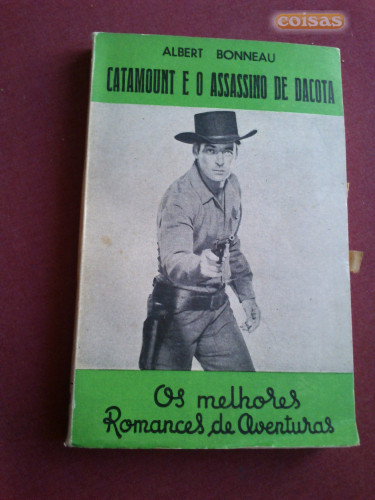 coisas
ALBERT BONNEAU
CATAMOUNT E O ASSASSINO DE DACOTA
Os melhores
Romances de Aventuras